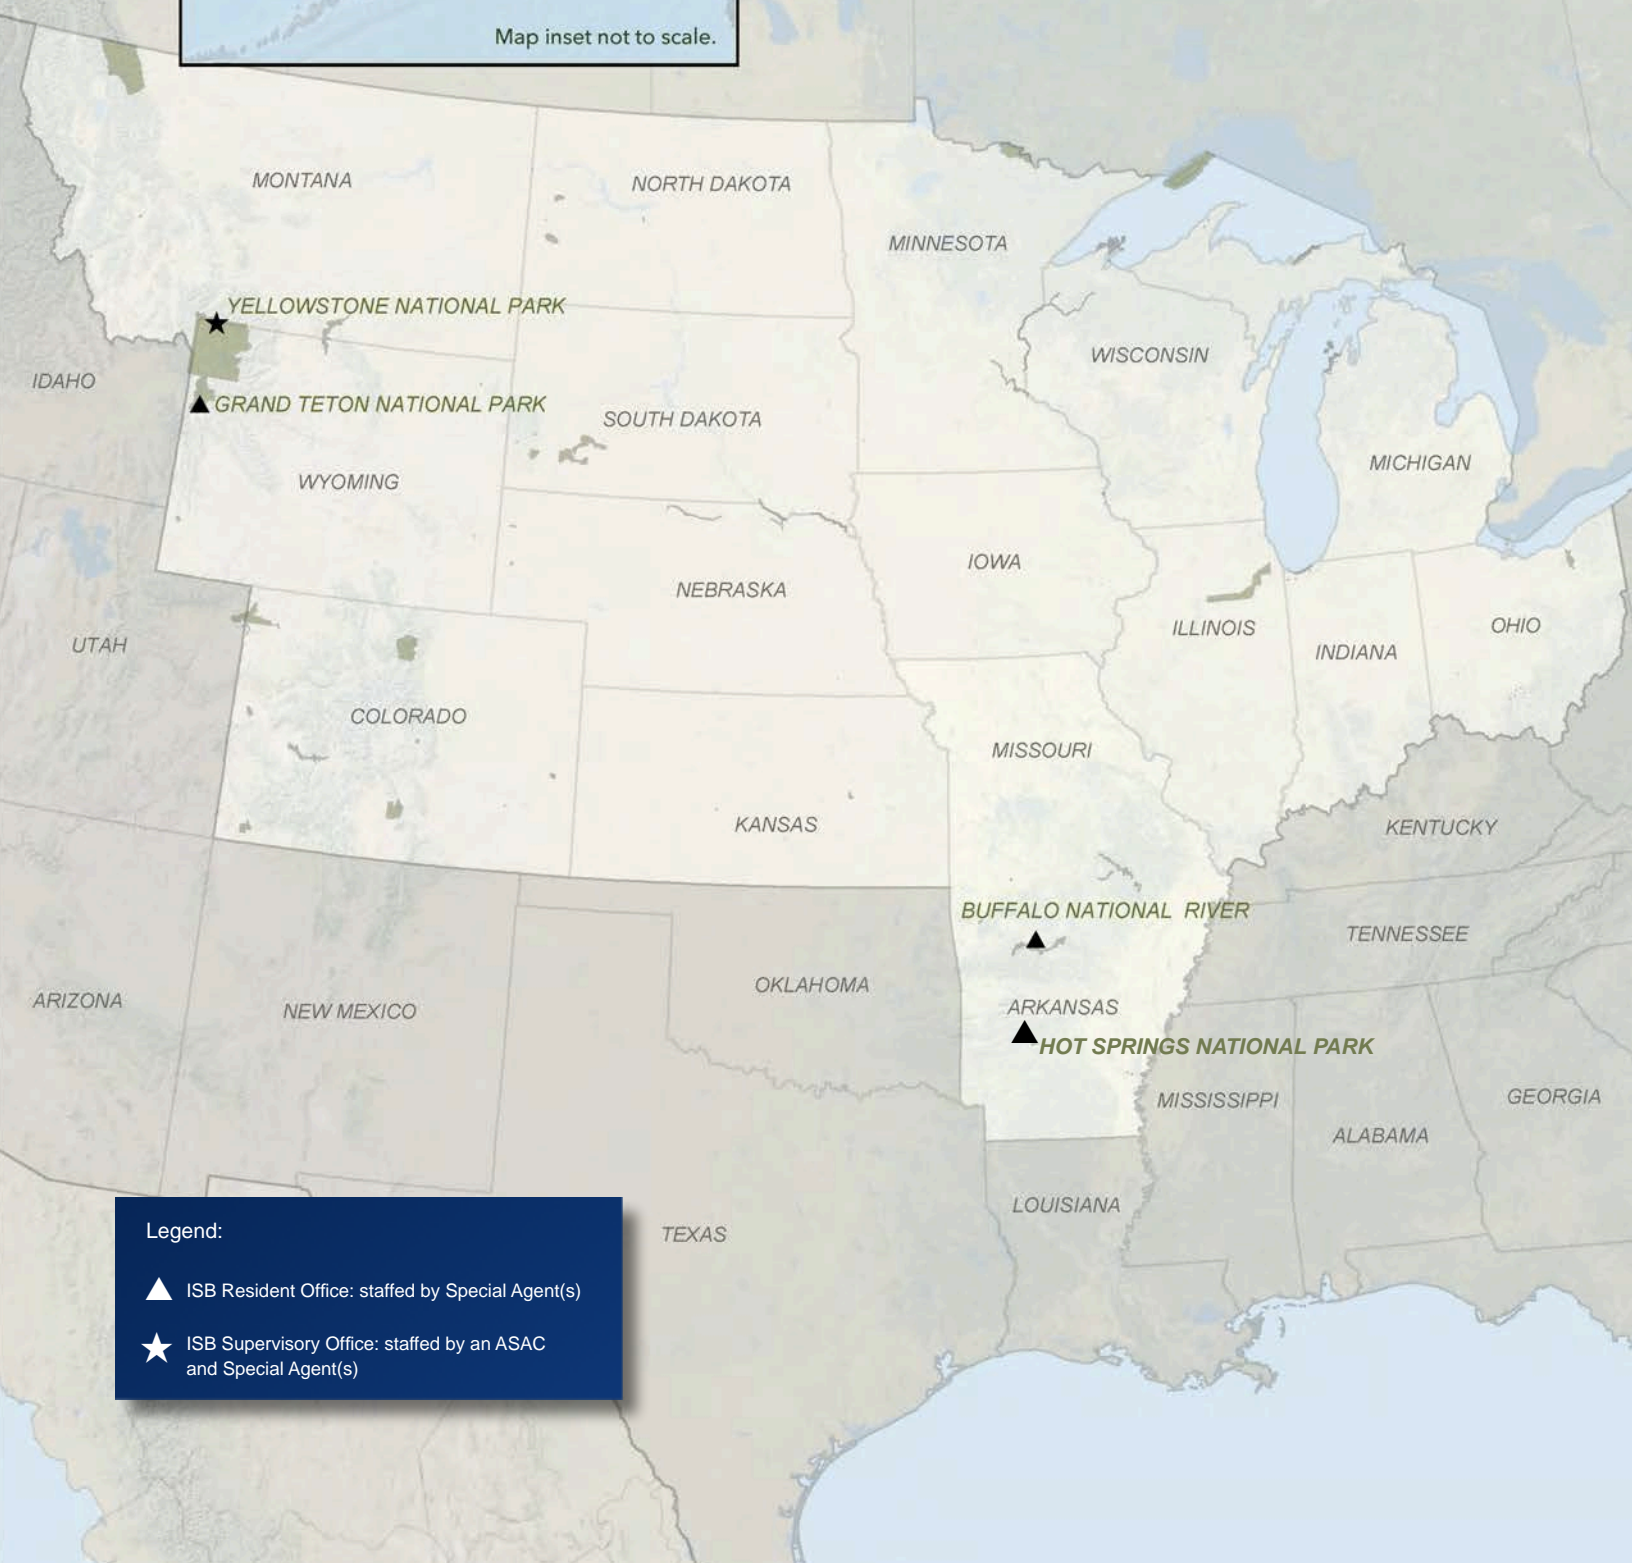 Map inset not to scale.
MONTANA
NORTH DAKOTA
MINNESOTA
YELLOWSTONE NATIONAL PARK
WISCONSIN
IDAHO
GRAND TETON NATIONAL PARK
SOUTH DAKOTA
MICHIGAN
WYOMING
IOWA
NEBRASKA
ILLINOIS
OHIO
UTAH
INDIANA
COLORADO
MISSOURI
KANSAS
KENTUCKY
BUFFALO NATIONAL RIVER
TENNESSEE
OKLAHOMA
ARIZONA
NEW MEXICO
ARKANSAS
HOT SPRINGS NATIONAL PARK
MISSISSIPPI
GEORGIA
ALABAMA
LOUISIANA
TEXAS
Legend:
ISB Resident Office: staffed by Special Agent(s)
ISB Supervisory Office: staffed by an ASAC
and Special Agent(s)